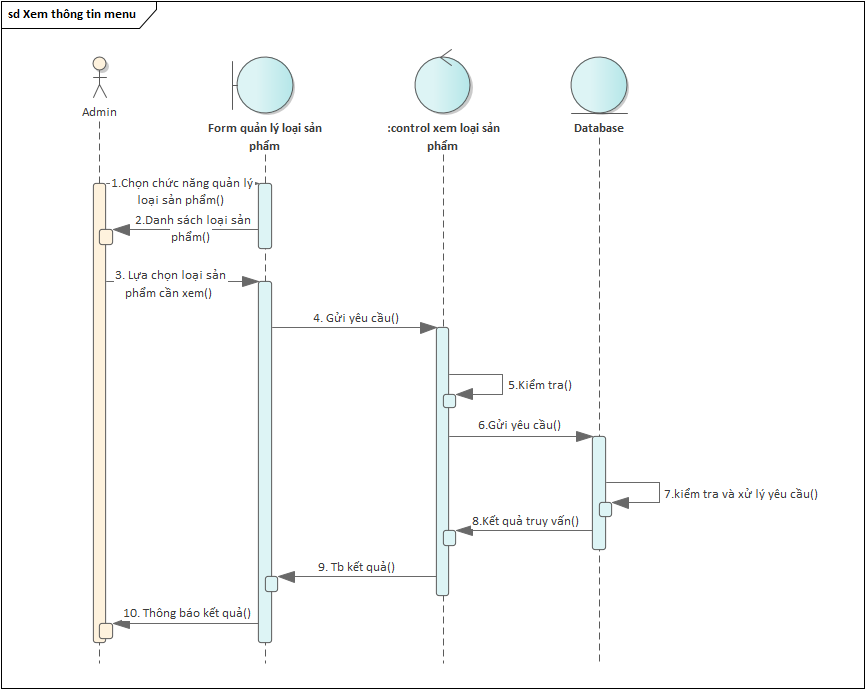 sd Xem thông tin menu
Admin
Form quản lý loại sản
phẩm
:control xem loại sản
phẩm
Database
1.Chọn chức năng quản lý
loại sản phẩm()
2.Danh sách loại sản
phẩm()
3. Lựa chọn loại sản
phẩm cần xem()
4. Gửi yêu cầu()
5.Kiểm tra()
6.Gửi yêu cầu()
7.kiểm tra và xử lý yêu cầu()
8.Kết quả truy vấn()
9. Tb kết quả()
10. Thông báo kết quả()